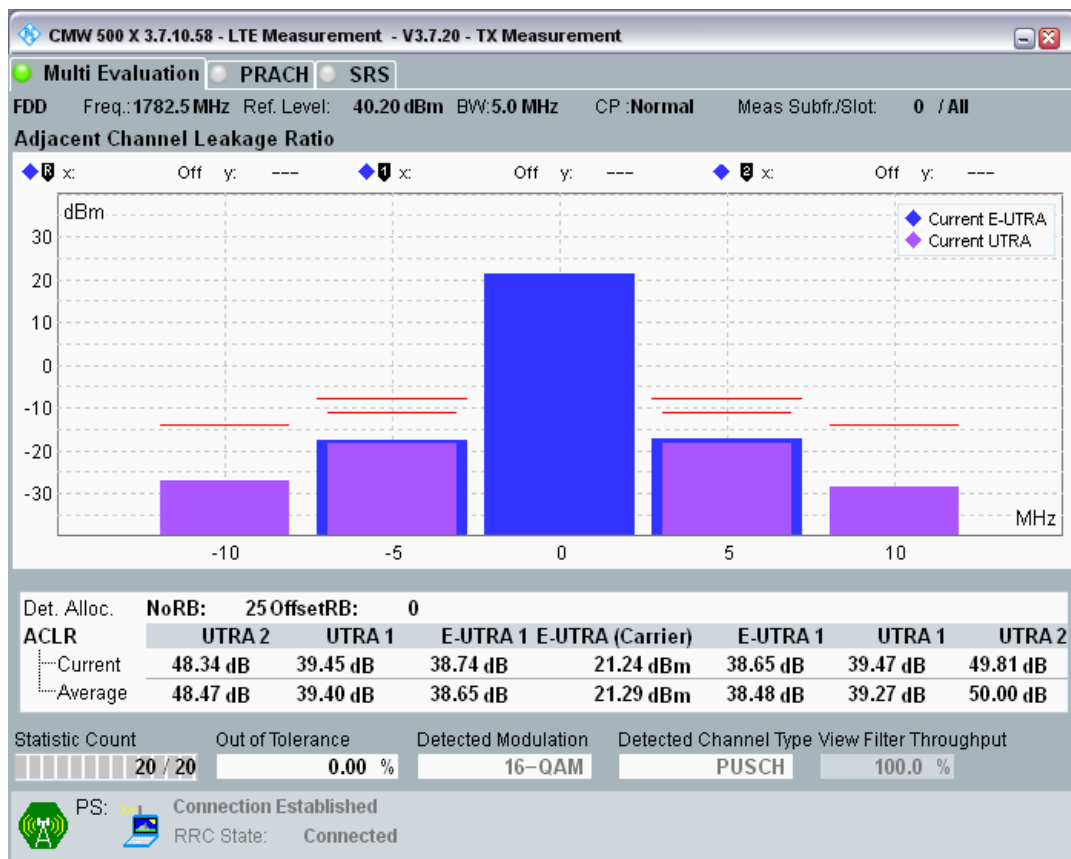 CMW 500 X 3.7.10.58 - LTE Measurement - V3.7.20 - TX Measurement
Multi Evaluation PRACH SRS
FDD Freq.:1782.5 MHz Ref. Level: 40.20 dBm BW:5.0 MHz CP :Normal Meas Subfr./Slot: 0 / All
Adjacent Channel Leakage Ratio
R x: Off y: --- 1 x: Off y: --- 2 x: Off y: ---
dBm
Current E-UTRA
Current UTRA
30
20
10
0
-10
-20
-30
MHz
-10 -5 0 5 10
Det. Alloc. NoRB: 25 OffsetRB: 0
ACLR UTRA 2 UTRA 1 E-UTRA 1 E-UTRA (Carrier) E-UTRA 1 UTRA 1 UTRA 2
Current 48.34 dB 39.45 dB 38.74 dB 21.24 dBm 38.65 dB 39.47 dB 49.81 dB
Average 48.47 dB 39.40 dB 38.65 dB 21.29 dBm 38.48 dB 39.27 dB 50.00 dB
Statistic Count Out of Tolerance Detected Modulation Detected Channel Type View Filter Throughput
20 / 20 0.00 % 16-QAM PUSCH 100.0 %
PS: Connection Established
RRC State: Connected